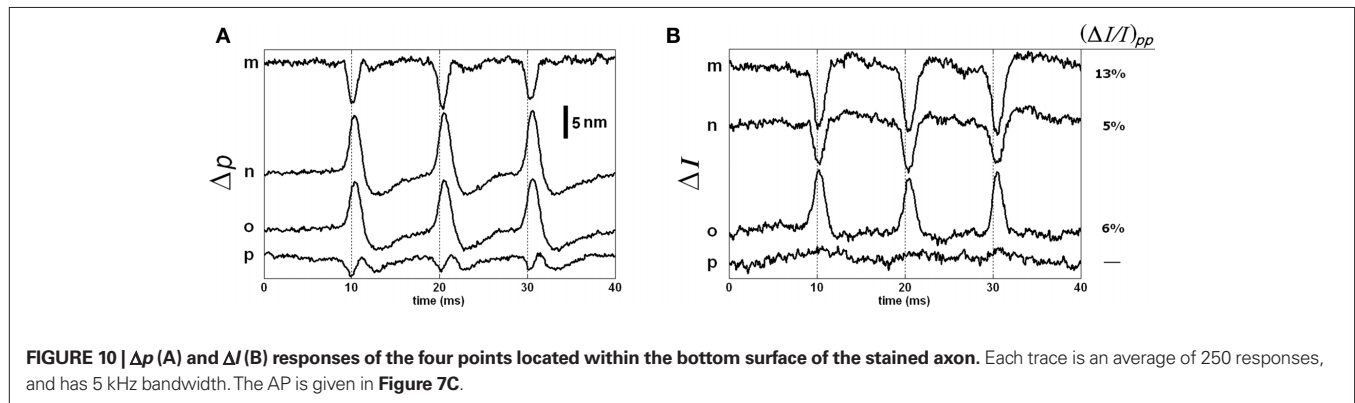 A
B
(ΔI/I)pp
m
n
o
p
Δp
5 nm
0
10
20
30
40
time (ms)
m
n
o
p
ΔI
13%
5%
6%
—
0
10
20
30
40
time (ms)
FIGURE 10 | Δp (A) and ΔI (B) responses of the four points located within the bottom surface of the stained axon. Each trace is an average of 250 responses,
and has 5 kHz bandwidth. The AP is given in Figure 7C.